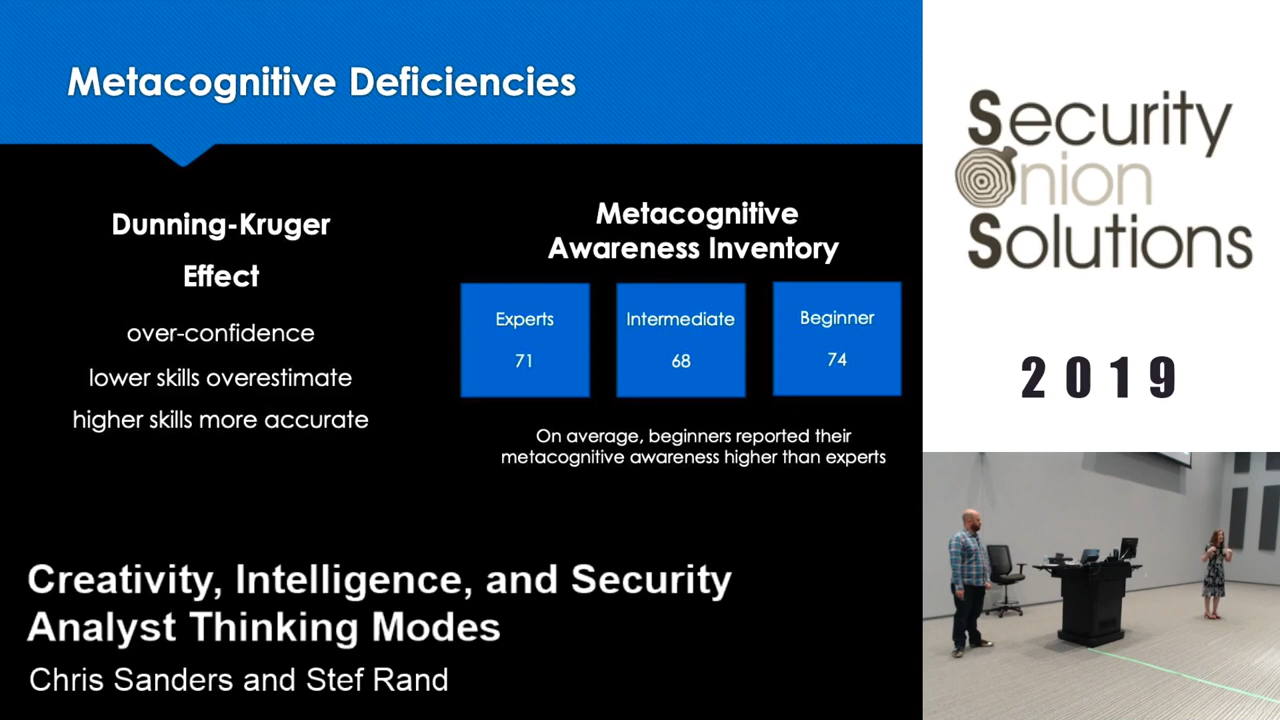 Metacognitive Deficiencies
Dunning-Kruger
Effect
over-confidence
lower skills overestimate
higher skills more accurate
Metacognitive
Awareness Inventory
Experts
71
Intermediate
68
Beginner
74
On average, beginners reported their
metacognitive awareness higher than experts
Creativity, Intelligence, and Security
Analyst Thinking Modes
Chris Sanders and Stef Rand
Security
Onion
Solutions
2019